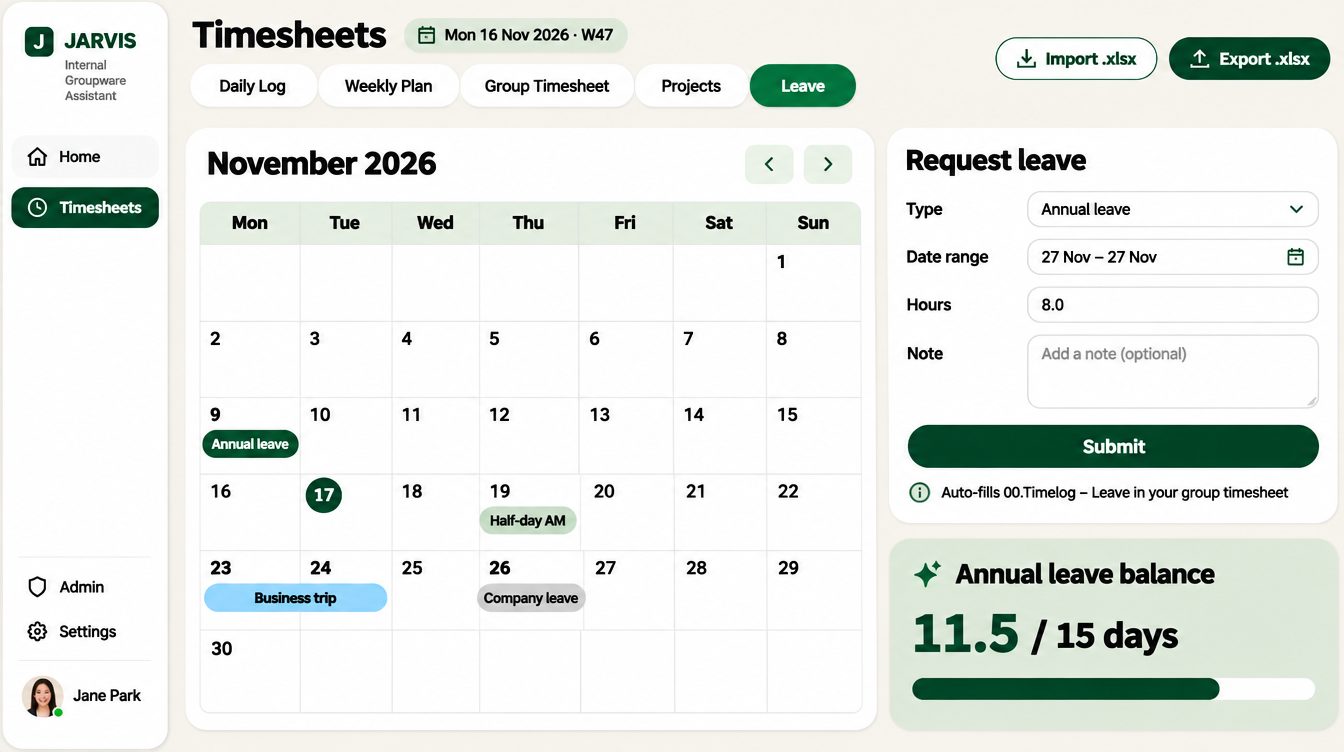 J JARVIS
Internal
Groupware
Assistant
Home
Timesheets
Admin
Settings
Jane Park
Timesheets
Mon 16 Nov 2026 · W47
Import .xlsx
Export .xlsx
Daily Log
Weekly Plan
Group Timesheet
Projects
Leave
November 2026
Mon Tue Wed Thu Fri Sat Sun
1
2 3 4 5 6 7 8
9 10 11 12 13 14 15
Annual leave
16 17 18 19 20 21 22
Half-day AM
23 24 25 26 27 28 29
Business trip Company leave
30
Request leave
Type Annual leave
Date range 27 Nov – 27 Nov
Hours 8.0
Note Add a note (optional)
Submit
Auto-fills 00.Timelog – Leave in your group timesheet
Annual leave balance
11.5 / 15 days